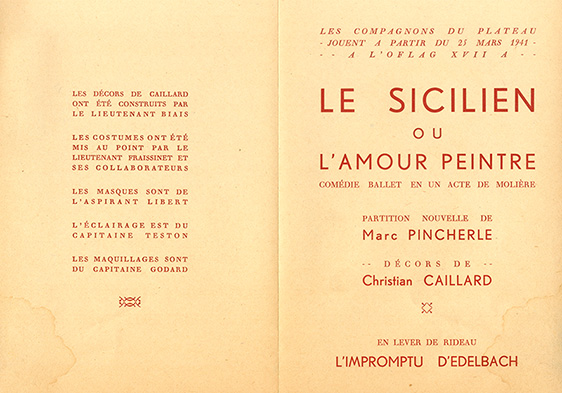 LES DÉCORS DE CAILLARD
ONT ÉTÉ CONSTRUITS PAR
LE LIEUTENANT BIAIS
LES COSTUMES ONT ÉTÉ
MIS AU POINT PAR LE
LIEUTENANT FRAISSINET ET
SES COLLABORATEURS
LES MASQUES SONT DE
L'ASPIRANT LIBERT
L'ÉCLAIRAGE EST DU
CAPITAINE TESTON
LES MAQUILLAGES SONT
DU CAPITAINE GODARD
LES COMPAGNONS DU PLATEAU
- JOUENT A PARTIR DU 25 MARS 1941 -
- - A L'OFLAG XVII A - -
LE SICILIEN
OU
L'AMOUR PEINTRE
COMÉDIE BALLET EN UN ACTE DE MOLIÈRE
PARTITION NOUVELLE DE
Marc PINCHERLE
-- DÉCORS DE --
Christian CAILLARD
EN LEVER DE RIDEAU
L'IMPROMPTU D'EDELBACH